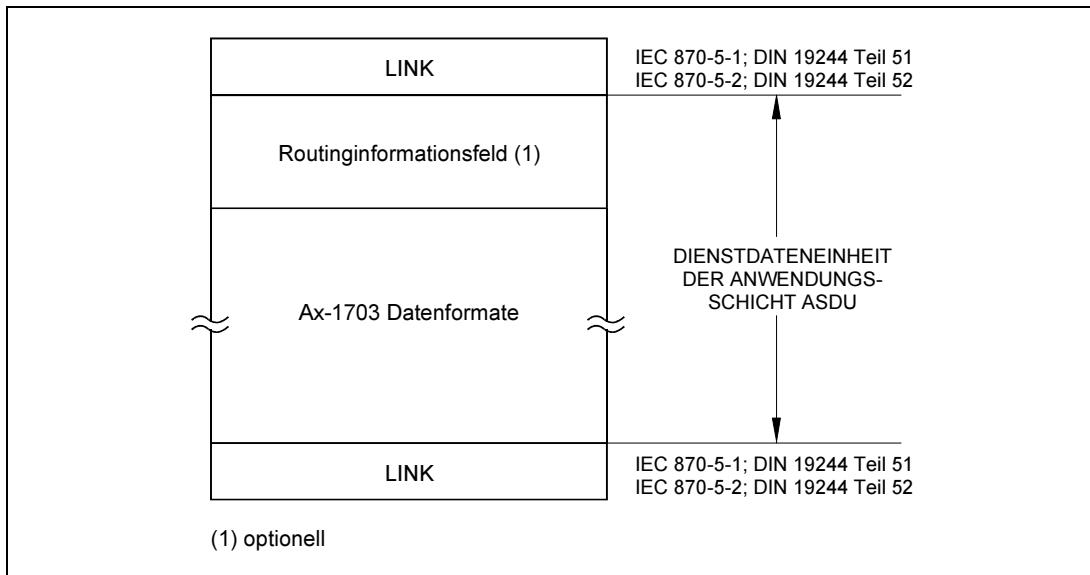 LINK
IEC 870-5-1; DIN 19244 Teil 51
IEC 870-5-2; DIN 19244 Teil 52
Routinginformationsfeld (1)
Ax-1703 Datenformate
DIENSTDATENEINHEIT
DER ANWENDUNGS-
SCHICHT ASDU
LINK
IEC 870-5-1; DIN 19244 Teil 51
IEC 870-5-2; DIN 19244 Teil 52
(1) optionell